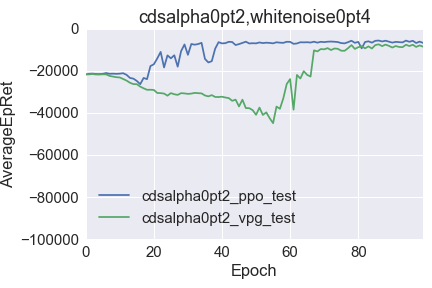 cdsalpha0pt2,whitenoise0pt4
AverageEpRet
0
−20000
−40000
−60000
−80000
−100000
cdsalpha0pt2_ppo_test
cdsalpha0pt2_vpg_test
0 20 40 60 80
Epoch